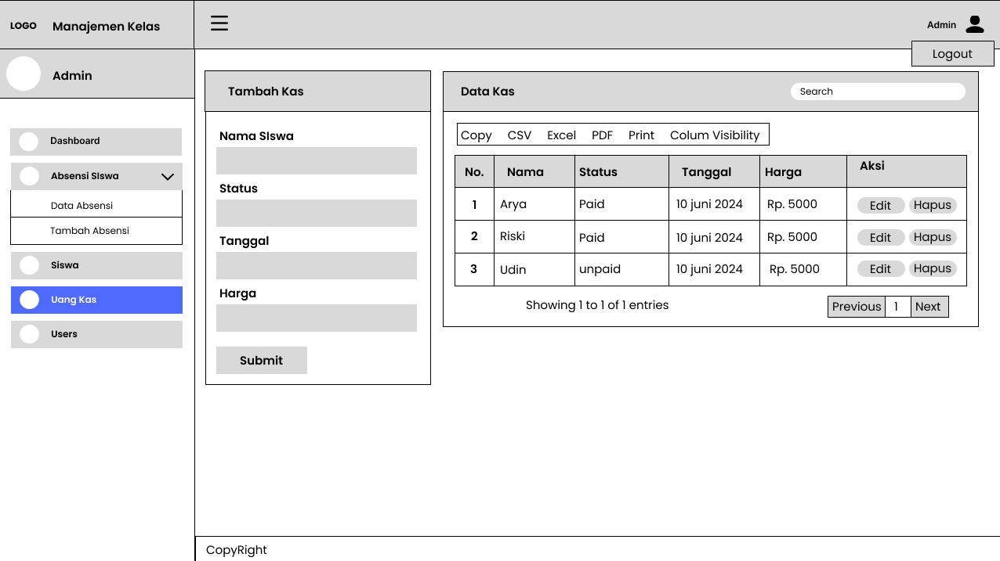 LOGO Manajemen Kelas
Admin
Logout
Admin
Dashboard
Absensi SIswa
Data Absensi
Tambah Absensi
Siswa
Uang Kas
Users
Tambah Kas
Nama SIswa
Status
Tanggal
Harga
Submit
Data Kas
Search
Copy CSV Excel PDF Print Colum Visibility
No. Nama Status Tanggal Harga Aksi
1 Arya Paid 10 juni 2024 Rp. 5000 Edit Hapus
2 Riski Paid 10 juni 2024 Rp. 5000 Edit Hapus
3 Udin unpaid 10 juni 2024 Rp. 5000 Edit Hapus
Showing 1 to 1 of 1 entries
Previous 1 Next
CopyRight